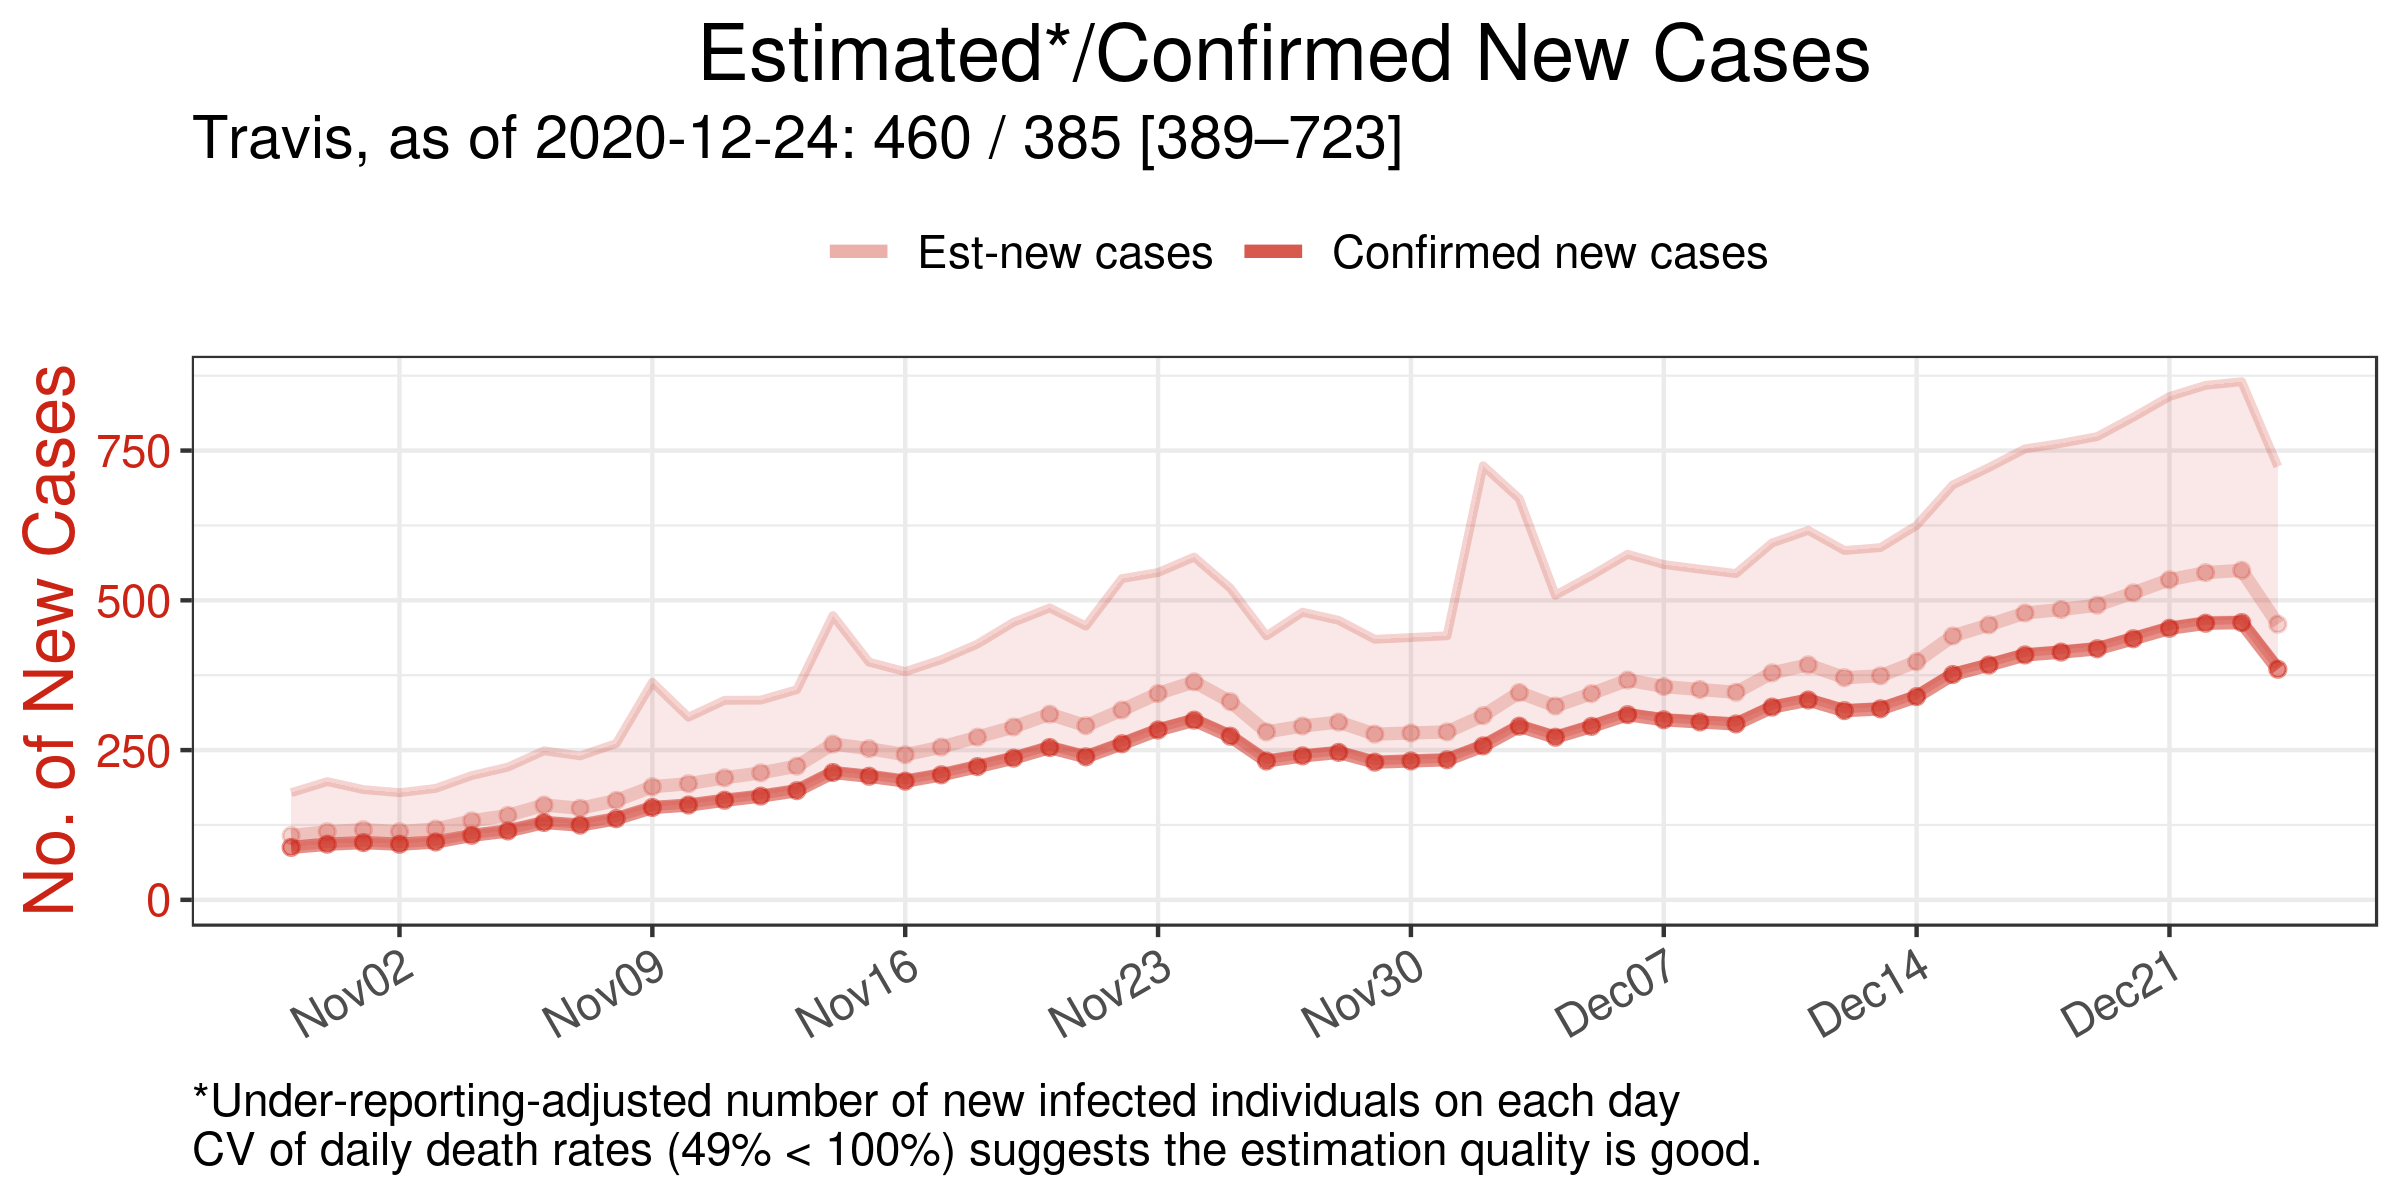 Estimated*/Confirmed New Cases
Travis, as of 2020-12-24: 460 / 385 [389–723]
Est-new cases
Confirmed new cases
No. of New Cases
750
500
250
0
Nov02
Nov09
Nov16
Nov23
Nov30
Dec07
Dec14
Dec21
*Under-reporting-adjusted number of new infected individuals on each day
CV of daily death rates (49% < 100%) suggests the estimation quality is good.